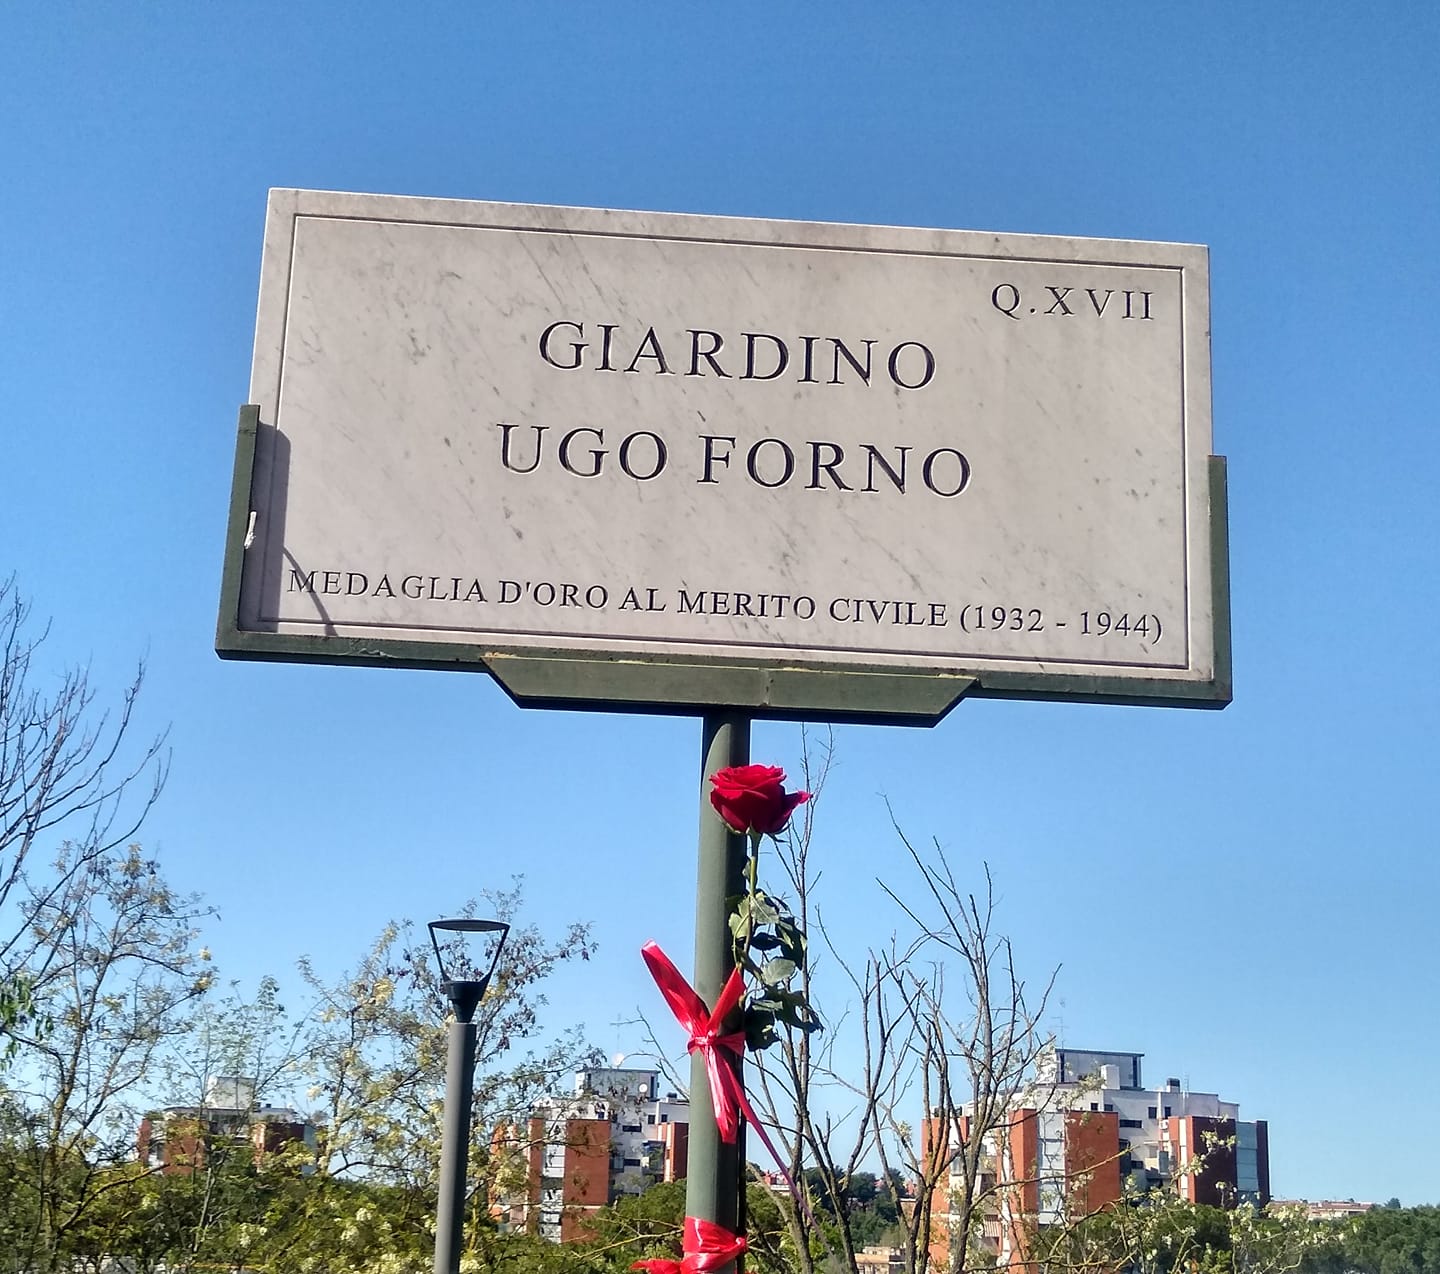 Q.XVII
GIARDINO
UGO FORNO
MEDAGLIA D'ORO AL MERITO CIVILE (1932 - 1944)